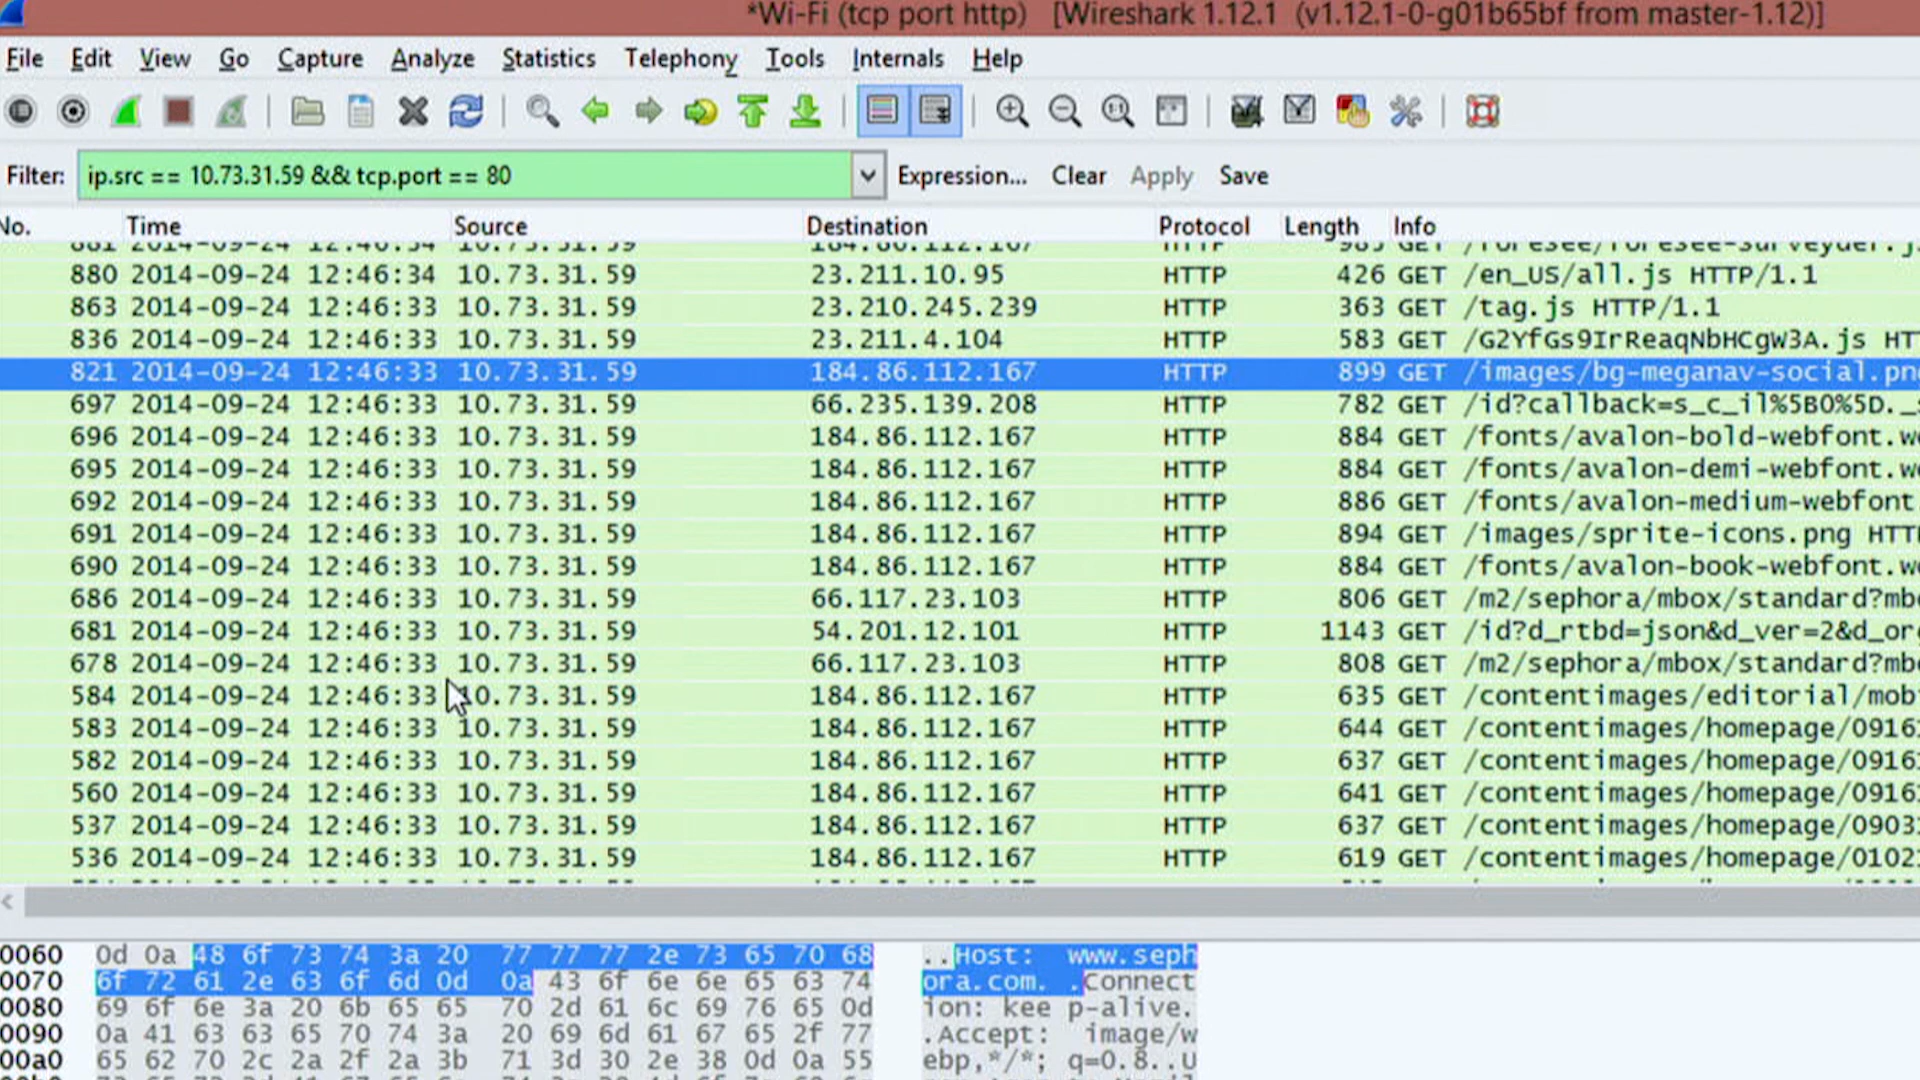 *Wi-Fi (tcp port http) [Wireshark 1.12.1 (v1.12.1-0-g01b65bf from master-1.12)]
File Edit View Go Capture Analyze Statistics Telephony Tools Internals Help
Filter: ip.src == 10.73.31.59 && tcp.port == 80 Expression... Clear Apply Save
No. Time Source Destination Protocol Length Info
881 2014-09-24 12:46:34 10.73.31.59 184.86.112.167 HTTP 983 GET
880 2014-09-24 12:46:34 10.73.31.59 23.211.10.95 HTTP 426 GET /en_US/all.js HTTP/1.1
863 2014-09-24 12:46:33 10.73.31.59 23.210.245.239 HTTP 363 GET /tag.js HTTP/1.1
836 2014-09-24 12:46:33 10.73.31.59 23.211.4.104 HTTP 583 GET /G2YfGs9IrReaqNbHCgW3A.js HT
821 2014-09-24 12:46:33 10.73.31.59 184.86.112.167 HTTP 899 GET /images/bg-meganav-social.pn
697 2014-09-24 12:46:33 10.73.31.59 66.235.139.208 HTTP 782 GET /id?callback=s_c_il%5B0%5D._
696 2014-09-24 12:46:33 10.73.31.59 184.86.112.167 HTTP 884 GET /fonts/avalon-bold-webfont.w
695 2014-09-24 12:46:33 10.73.31.59 184.86.112.167 HTTP 884 GET /fonts/avalon-demi-webfont.w
692 2014-09-24 12:46:33 10.73.31.59 184.86.112.167 HTTP 886 GET /fonts/avalon-medium-webfont.
691 2014-09-24 12:46:33 10.73.31.59 184.86.112.167 HTTP 894 GET /images/sprite-icons.png HTT
690 2014-09-24 12:46:33 10.73.31.59 184.86.112.167 HTTP 884 GET /fonts/avalon-book-webfont.w
686 2014-09-24 12:46:33 10.73.31.59 66.117.23.103 HTTP 806 GET /m2/sephora/mbox/standard?mb
681 2014-09-24 12:46:33 10.73.31.59 54.201.12.101 HTTP 1143 GET /id?d_rtbd=json&d_ver=2&d_or
678 2014-09-24 12:46:33 10.73.31.59 66.117.23.103 HTTP 808 GET /m2/sephora/mbox/standard?mb
584 2014-09-24 12:46:33 10.73.31.59 184.86.112.167 HTTP 635 GET /contentimages/editorial/mob
583 2014-09-24 12:46:33 10.73.31.59 184.86.112.167 HTTP 644 GET /contentimages/homepage/0916
582 2014-09-24 12:46:33 10.73.31.59 184.86.112.167 HTTP 637 GET /contentimages/homepage/0916
560 2014-09-24 12:46:33 10.73.31.59 184.86.112.167 HTTP 641 GET /contentimages/homepage/0916
537 2014-09-24 12:46:33 10.73.31.59 184.86.112.167 HTTP 637 GET /contentimages/homepage/0903
536 2014-09-24 12:46:33 10.73.31.59 184.86.112.167 HTTP 619 GET /contentimages/homepage/0102
0060 0d 0a 48 6f 73 74 3a 20 77 77 77 2e 73 65 70 68 ..Host: www.seph
0070 6f 72 61 2e 63 6f 6d 0d 0a 43 6f 6e 6e 65 63 74 ora.com. .Connect
0080 69 6f 6e 3a 20 6b 65 65 70 2d 61 6c 69 76 65 0d ion: kee p-alive.
0090 0a 41 63 63 65 70 74 3a 20 69 6d 61 67 65 2f 77 .Accept: image/w
00a0 65 62 70 2c 2a 2f 2a 3b 71 3d 30 2e 38 0d 0a 55 ebp,*/*; q=0.8..U